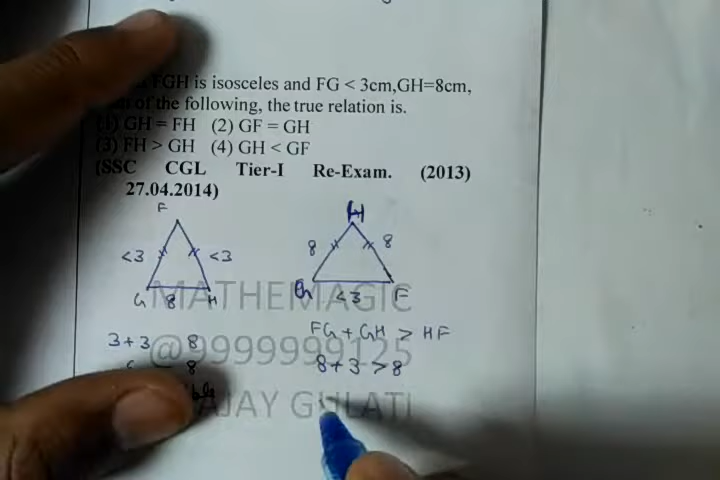 FGH is isosceles and FG < 3cm,GH=8cm,
of the following, the true relation is.
(1) GH = FH (2) GF = GH
(3) FH > GH (4) GH < GF
(SSC CGL Tier-I Re-Exam. (2013)
27.04.2014)
F
H
<3 <3
8 8
G 8 H
G <3 F
MATHEMAGIC
FG + GH > HF
3+3 8
@9999999125
8+3 >8
8
AJAY GULATI